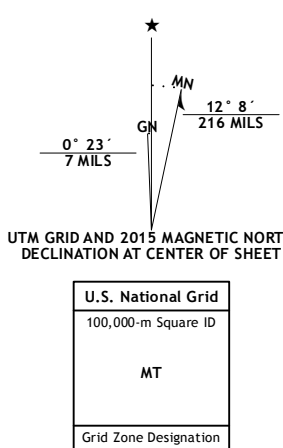 ★
MN
GN
12° 8´
216 MILS
0° 23´
7 MILS
UTM GRID AND 2015 MAGNETIC NORT
DECLINATION AT CENTER OF SHEET
U.S. National Grid
100,000-m Square ID
MT
Grid Zone Designation